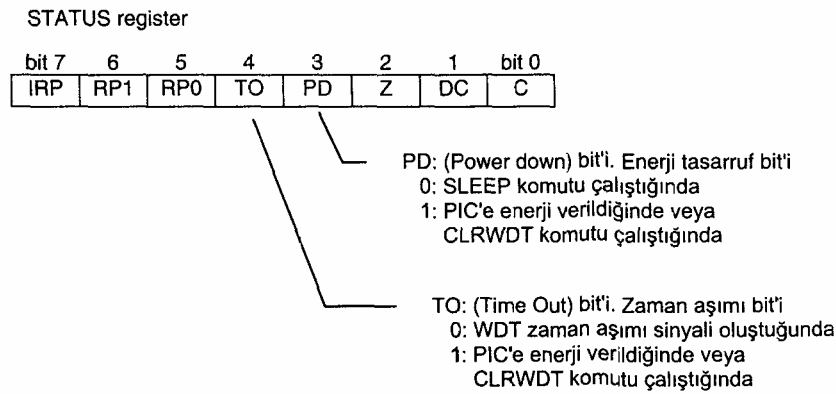 STATUS register
bit 7 6 5 4 3 2 1 bit 0
IRP RP1 RP0 TO PD Z DC C
PD: (Power down) bit'i. Enerji tasarruf bit'i
0: SLEEP komutu çalıştığında
1: PIC'e enerji verildiğinde veya
CLRWDT komutu çalıştığında
TO: (Time Out) bit'i. Zaman aşımı bit'i
0: WDT zaman aşımı sinyali oluştuğunda
1: PIC'e enerji verildiğinde veya
CLRWDT komutu çalıştığında